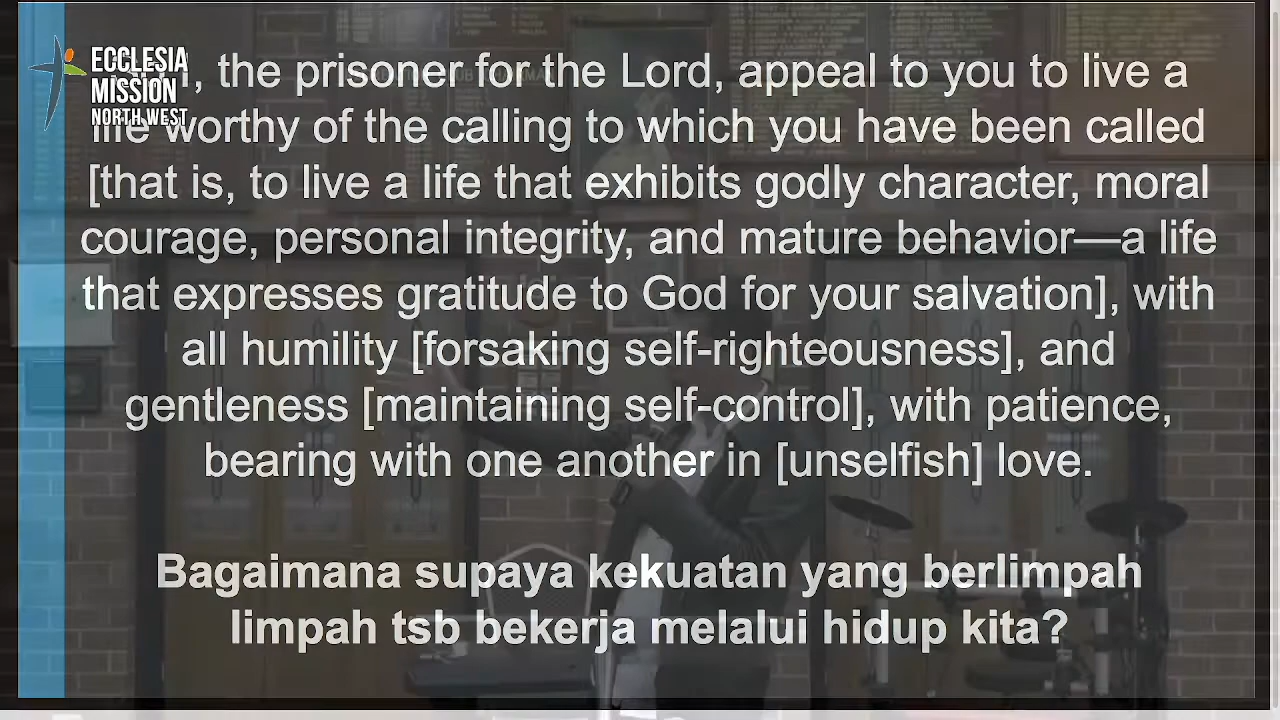 ECCLESIA
MISSION
NORTH WEST
, the prisoner for the Lord, appeal to you to live a
life worthy of the calling to which you have been called
[that is, to live a life that exhibits godly character, moral
courage, personal integrity, and mature behavior—a life
that expresses gratitude to God for your salvation], with
all humility [forsaking self-righteousness], and
gentleness [maintaining self-control], with patience,
bearing with one another in [unselfish] love.
Bagaimana supaya kekuatan yang berlimpah
limpah tsb bekerja melalui hidup kita?